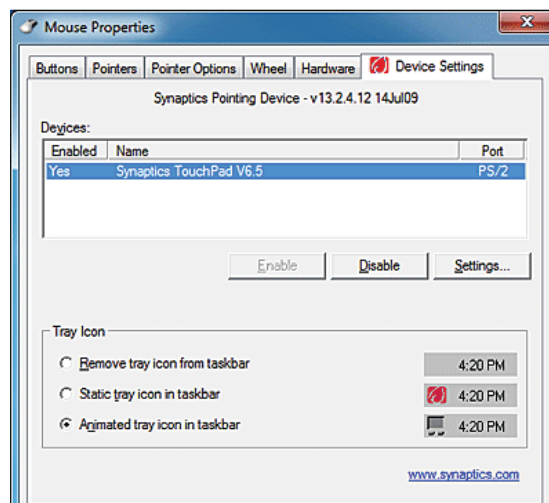 Mouse Properties
Buttons Pointers Pointer Options Wheel Hardware Device Settings
Synaptics Pointing Device - v13.2.4.12 14Jul09
Devices:
Enabled Name Port
Yes Synaptics TouchPad V6.5 PS/2
Enable Disable Settings...
Tray Icon
Remove tray icon from taskbar 4:20 PM
Static tray icon in taskbar 4:20 PM
Animated tray icon in taskbar 4:20 PM
www.synaptics.com